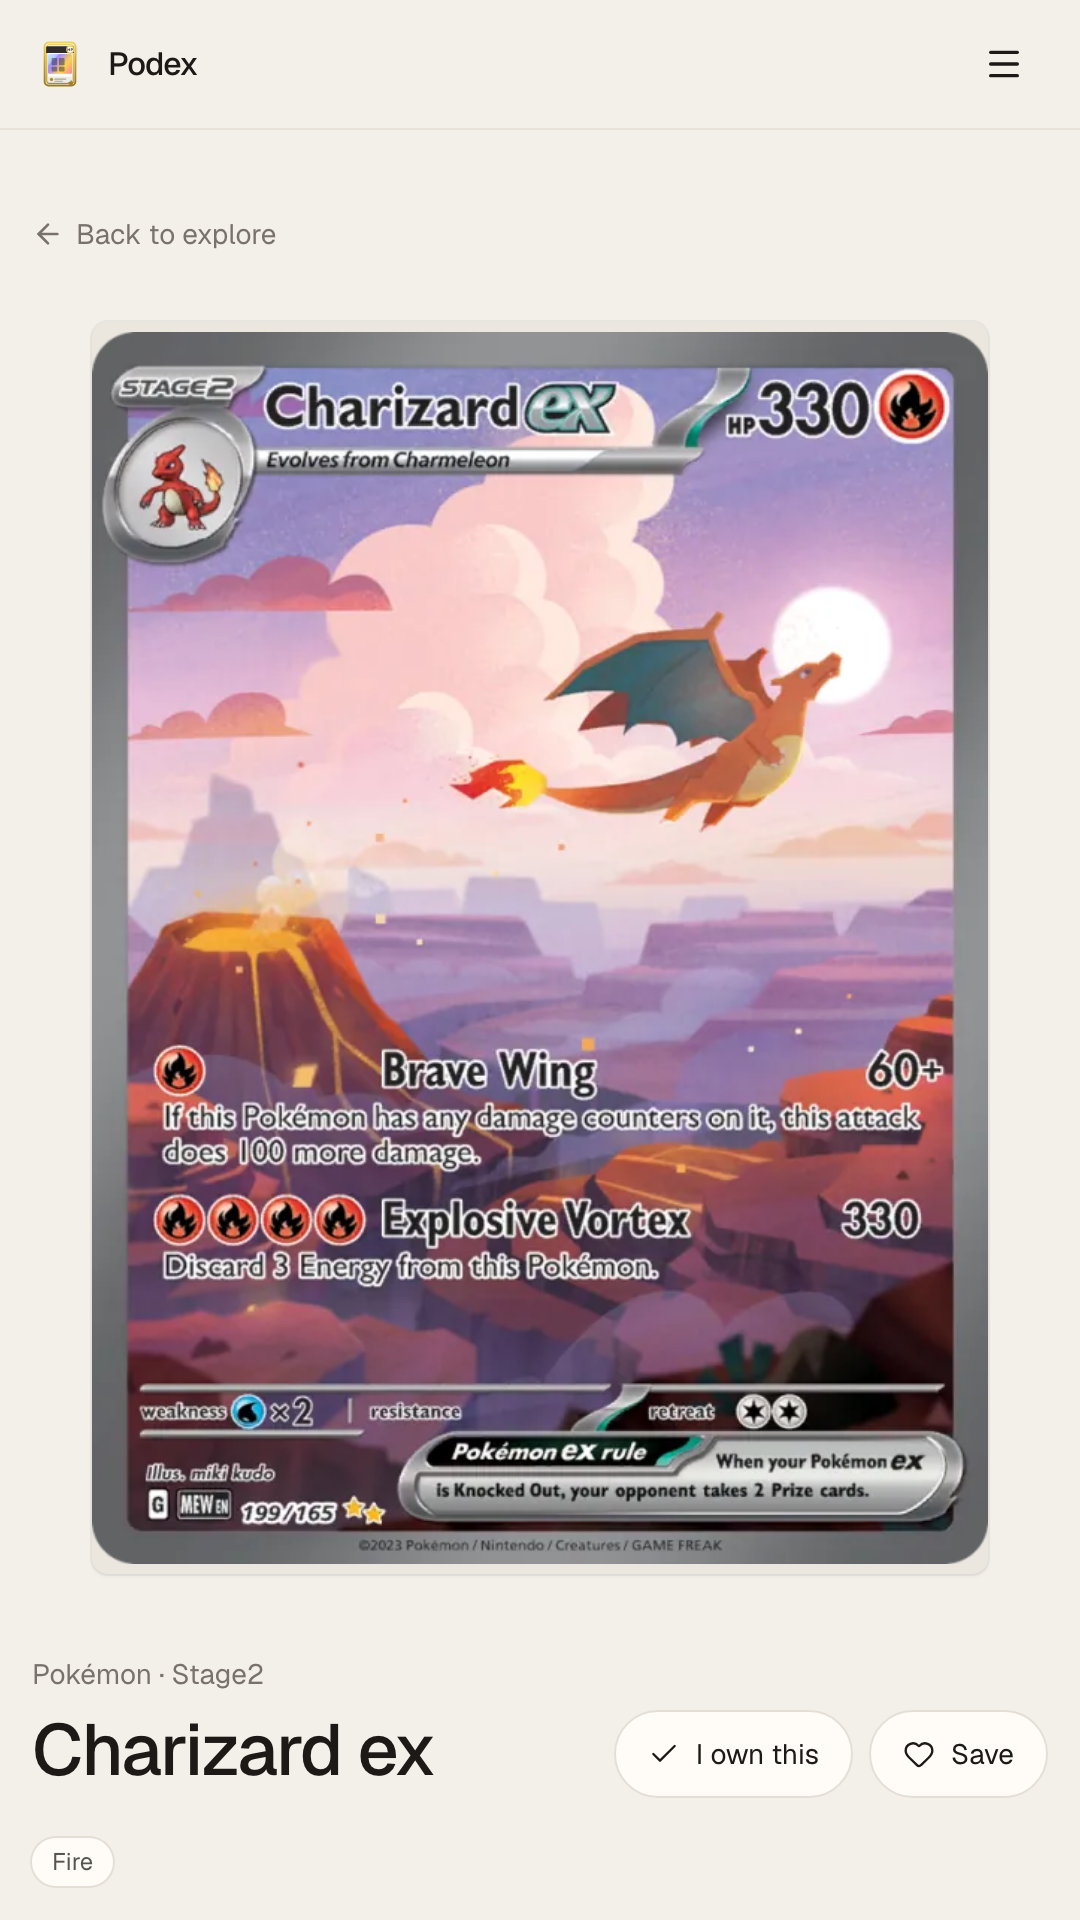 Podex
Back to explore
STAGE2
Charizard ex
HP 330
Evolves from Charmeleon
Brave Wing 60+
If this Pokémon has any damage counters on it, this attack
does 100 more damage.
Explosive Vortex 330
Discard 3 Energy from this Pokémon.
weakness ×2 resistance retreat
Pokémon ex rule When your Pokémon ex
is Knocked Out, your opponent takes 2 Prize cards.
Illus. miki kudo
G MEW EN 199/165
©2023 Pokémon / Nintendo / Creatures / GAME FREAK
Pokémon · Stage2
Charizard ex
I own this
Save
Fire